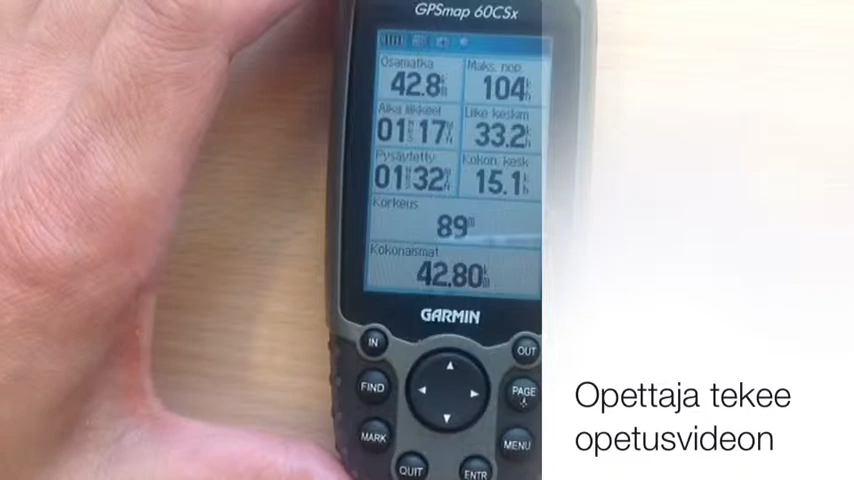 GPSmap 60CSx
Osamatka
Maks. nop.
42.8
104
Aika liikkeel
Liike keskim
01 17
33.2
Pysäytetty
Kokon. kesk
01 32
15.1
Korkeus
89 m
Kokonaismat
42.80
GARMIN
IN
OUT
FIND
PAGE
MARK
MENU
QUIT
ENTR
Opettaja tekee
opetusvideon